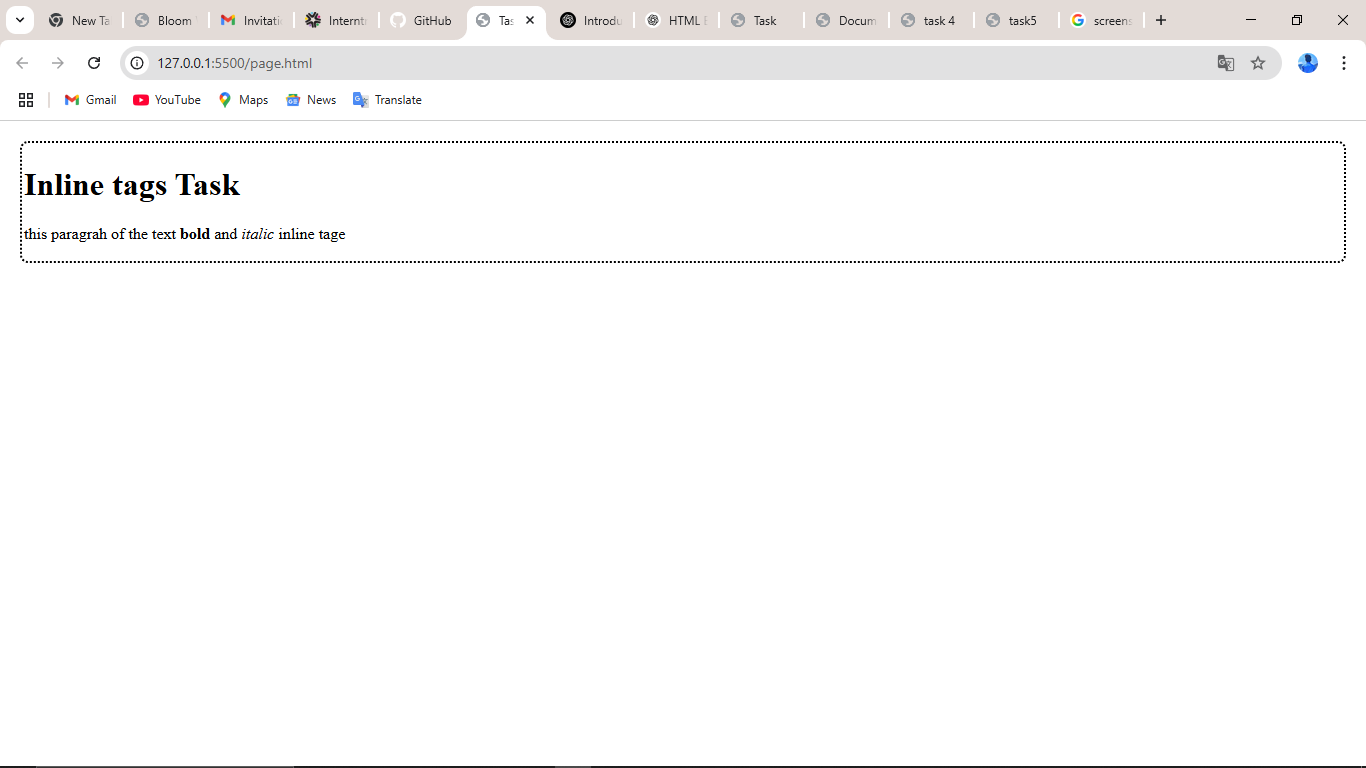 New Ta
Bloom
Invitati
Interntr
GitHub
Tas
Introdu
HTML E
Task
Docum
task 4
task5
screens
127.0.0.1:5500/page.html
Gmail
YouTube
Maps
News
Translate
Inline tags Task
this paragrah of the text bold and italic inline tage